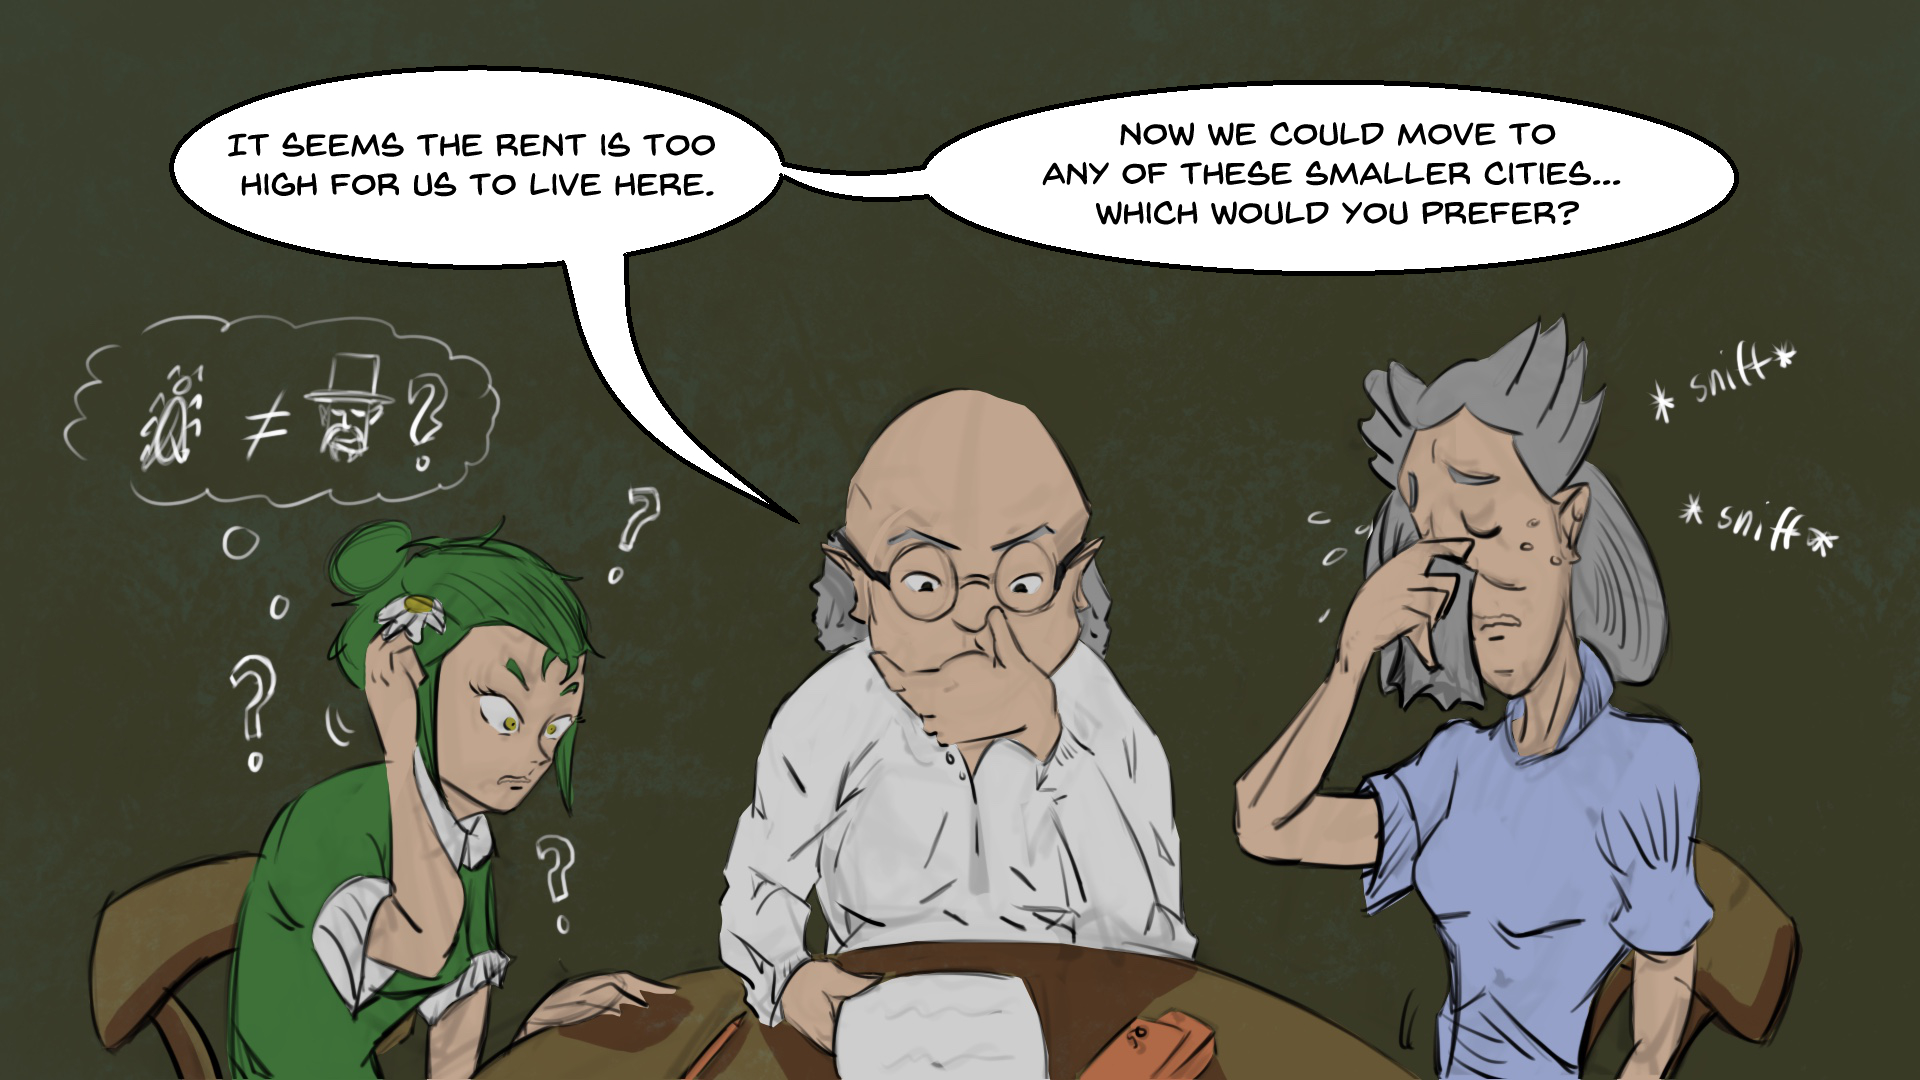 IT SEEMS THE RENT IS TOO
HIGH FOR US TO LIVE HERE.
NOW WE COULD MOVE TO
ANY OF THESE SMALLER CITIES...
WHICH WOULD YOU PREFER?
≠ ?
?
?
?
* sniff *
* sniff *